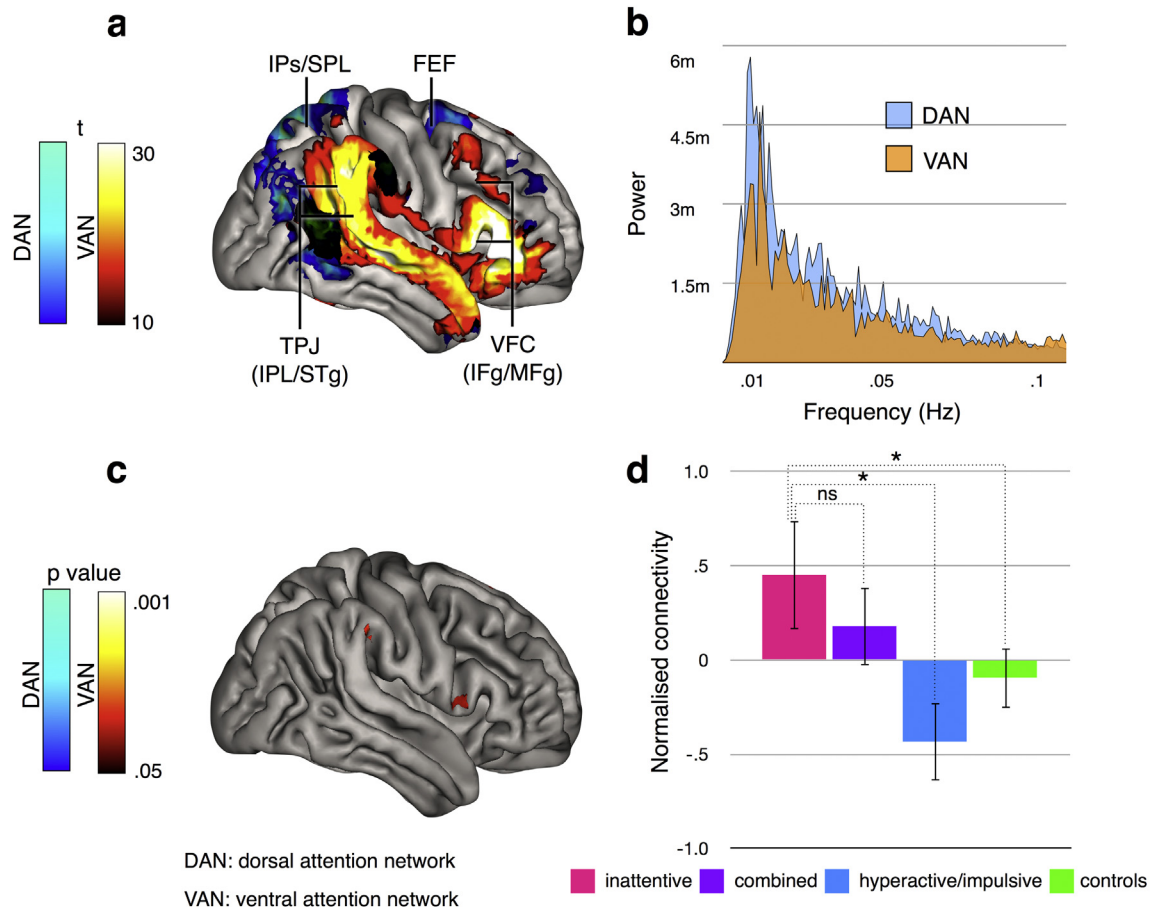 a
IPs/SPL
FEF
t
30
DAN
VAN
10
TPJ
(IPL/STg)
VFC
(IFg/MFg)
b
6m
4.5m
3m
1.5m
Power
DAN
VAN
.01
.05
.1
Frequency (Hz)
c
p value
.001
DAN
VAN
.05
DAN: dorsal attention network
VAN: ventral attention network
d
1.0
.5
0
-.5
-1.0
Normalised connectivity
*
*
ns
inattentive
combined
hyperactive/impulsive
controls